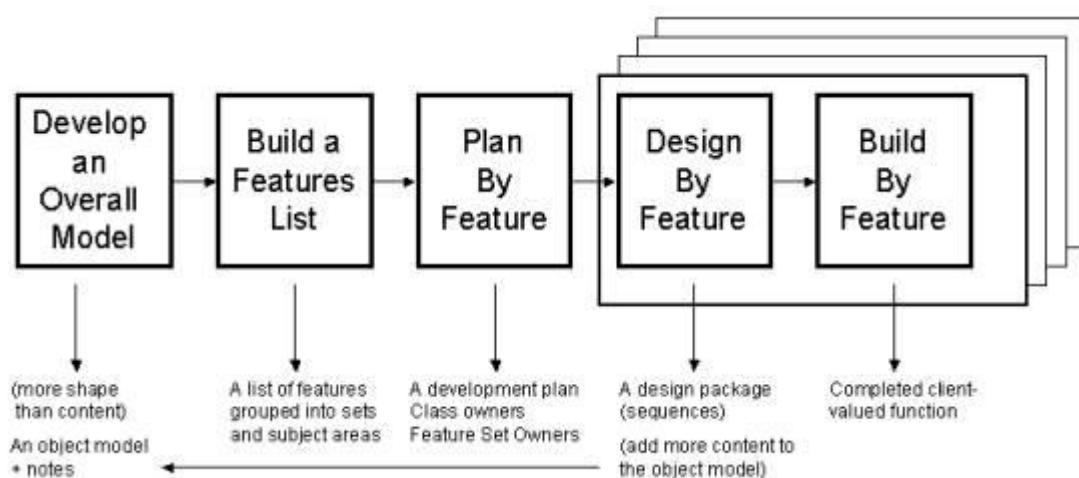 Develop
an
Overall
Model
Build a
Features
List
Plan
By
Feature
Design
By
Feature
Build
By
Feature
(more shape
than content)
An object model
+ notes
A list of features
grouped into sets
and subject areas
A development plan
Class owners
Feature Set Owners
A design package
(sequences)
(add more content to
the object model)
Completed client-
valued function